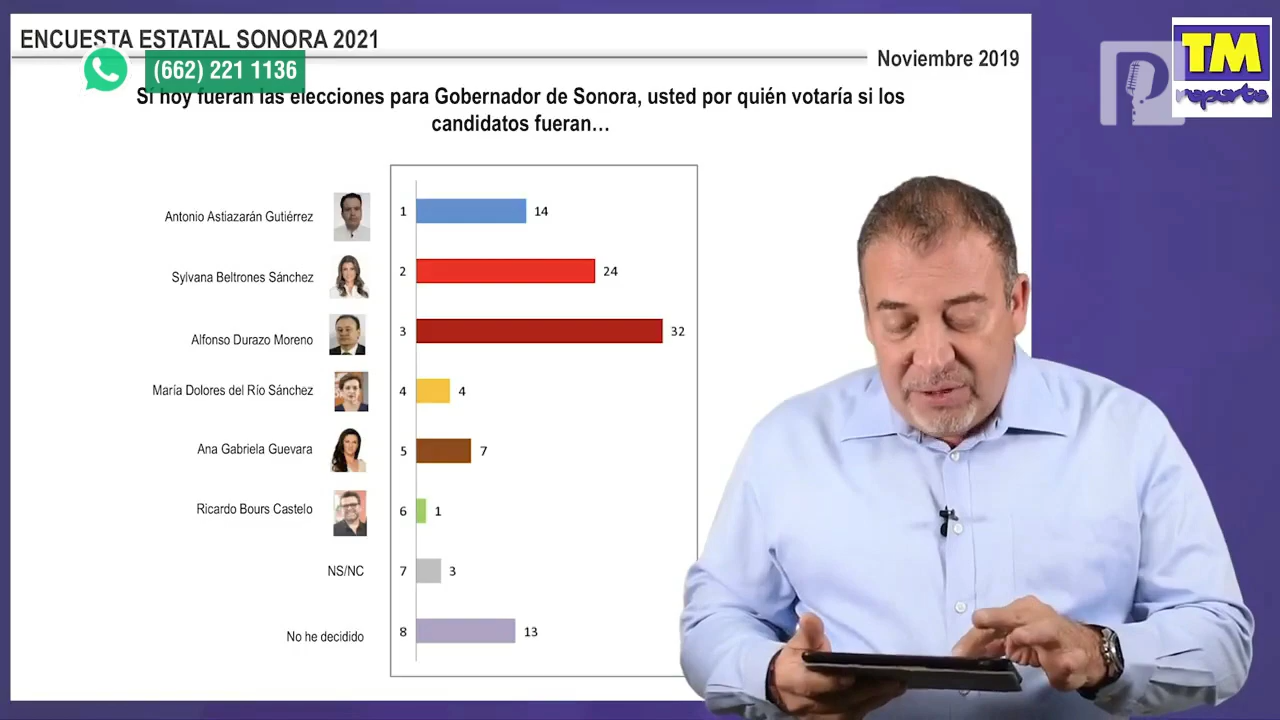 ENCUESTA ESTATAL SONORA 2021
(662) 221 1136
Noviembre 2019
TM
reporte
Si hoy fueran las elecciones para Gobernador de Sonora, usted por quién votaría si los
candidatos fueran...
Antonio Astiazarán Gutiérrez 1 14
Sylvana Beltrones Sánchez 2 24
Alfonso Durazo Moreno 3 32
María Dolores del Río Sánchez 4 4
Ana Gabriela Guevara 5 7
Ricardo Bours Castelo 6 1
NS/NC 7 3
No he decidido 8 13